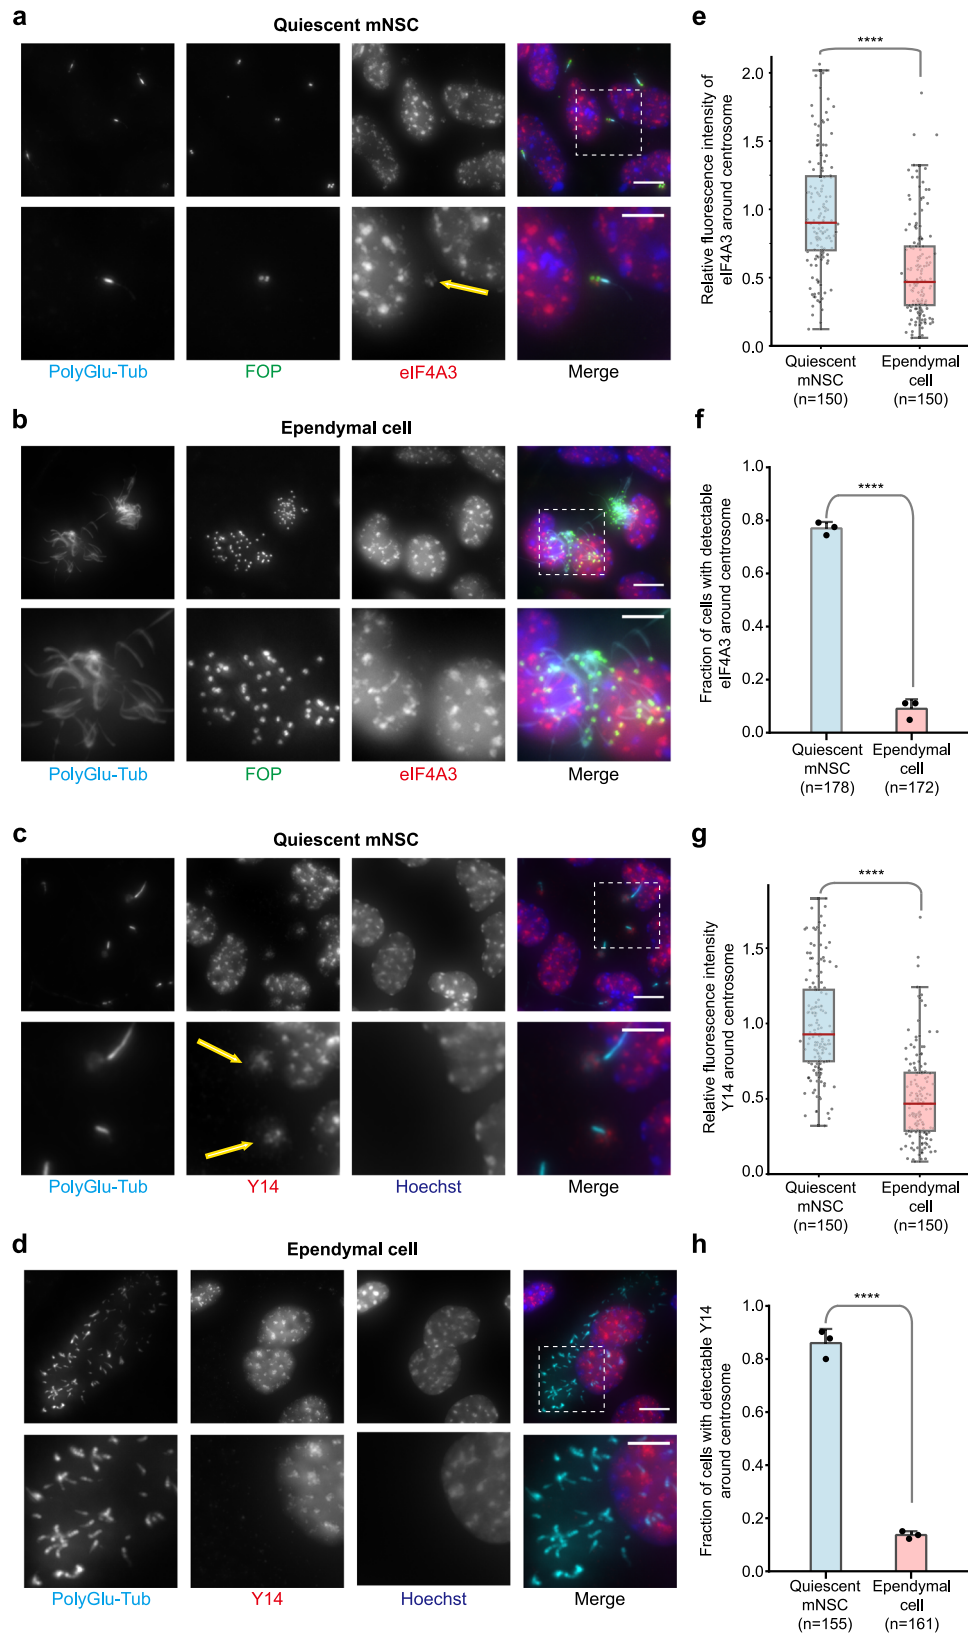 a
Quiescent mNSC
PolyGlu-Tub
FOP
eIF4A3
Merge
b
Ependymal cell
PolyGlu-Tub
FOP
eIF4A3
Merge
c
Quiescent mNSC
PolyGlu-Tub
Y14
Hoechst
Merge
d
Ependymal cell
PolyGlu-Tub
Y14
Hoechst
Merge
e
****
Relative fluorescence intensity of
eIF4A3 around centrosome
2.0
1.5
1.0
0.5
0.0
Quiescent
mNSC
(n=150)
Ependymal
cell
(n=150)
f
****
Fraction of cells with detectable
eIF4A3 around centrosome
1.0
0.8
0.6
0.4
0.2
0.0
Quiescent
mNSC
(n=178)
Ependymal
cell
(n=172)
g
****
Relative fluorescence intensity
Y14 around centrosome
1.5
1.0
0.5
0.0
Quiescent
mNSC
(n=150)
Ependymal
cell
(n=150)
h
****
Fraction of cells with detectable Y14
around centrosome
1.0
0.8
0.6
0.4
0.2
0.0
Quiescent
mNSC
(n=155)
Ependymal
cell
(n=161)